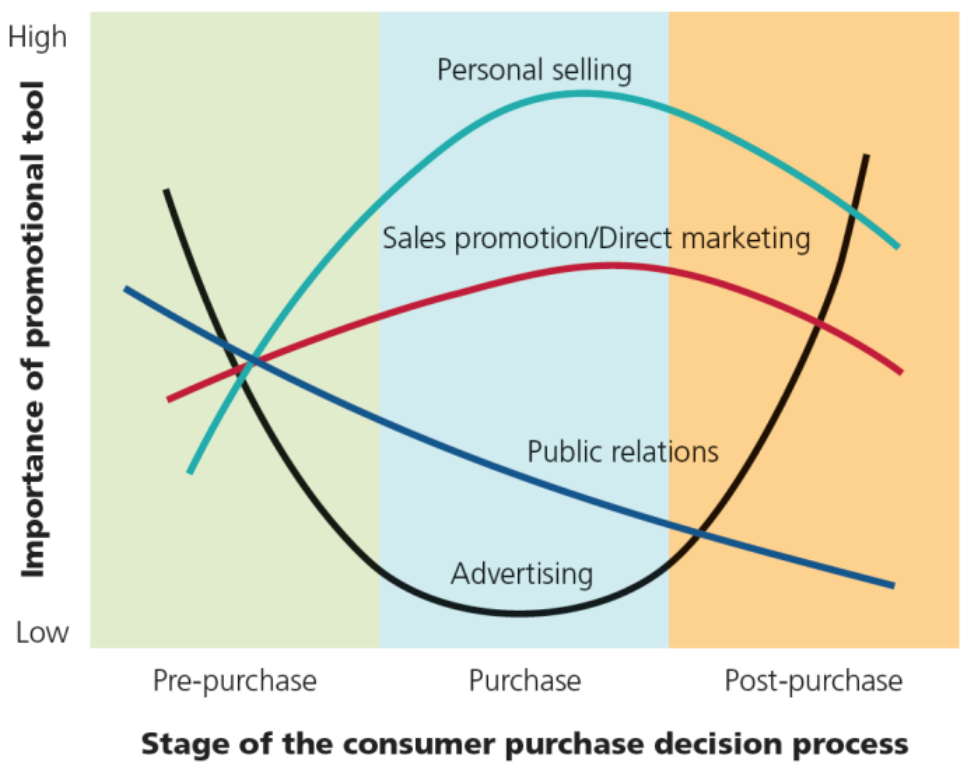 High
Importance of promotional tool
Personal selling
Sales promotion/Direct marketing
Public relations
Advertising
Low
Pre-purchase
Purchase
Post-purchase
Stage of the consumer purchase decision process